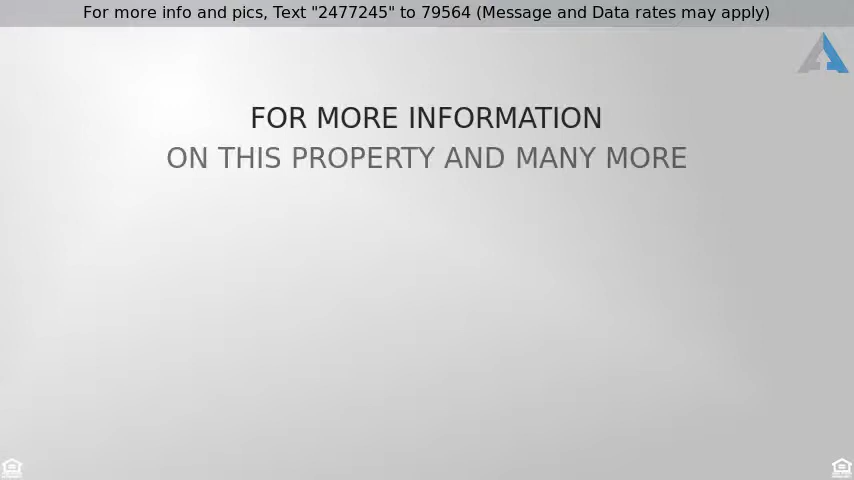 For more info and pics, Text "2477245" to 79564 (Message and Data rates may apply)
FOR MORE INFORMATION
ON THIS PROPERTY AND MANY MORE